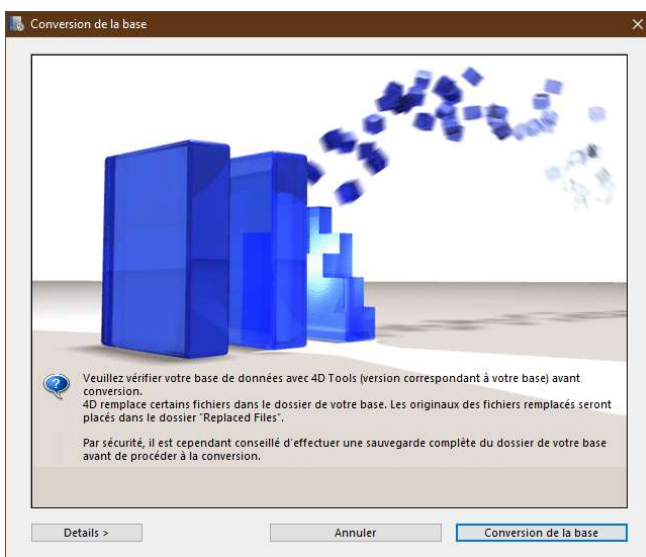 Conversion de la base
Veuillez vérifier votre base de données avec 4D Tools (version correspondant à votre base) avant
conversion.
4D remplace certains fichiers dans le dossier de votre base. Les originaux des fichiers remplacés seront
placés dans le dossier "Replaced Files".
Par sécurité, il est cependant conseillé d'effectuer une sauvegarde complète du dossier de votre base
avant de procéder à la conversion.
Details >
Annuler
Conversion de la base